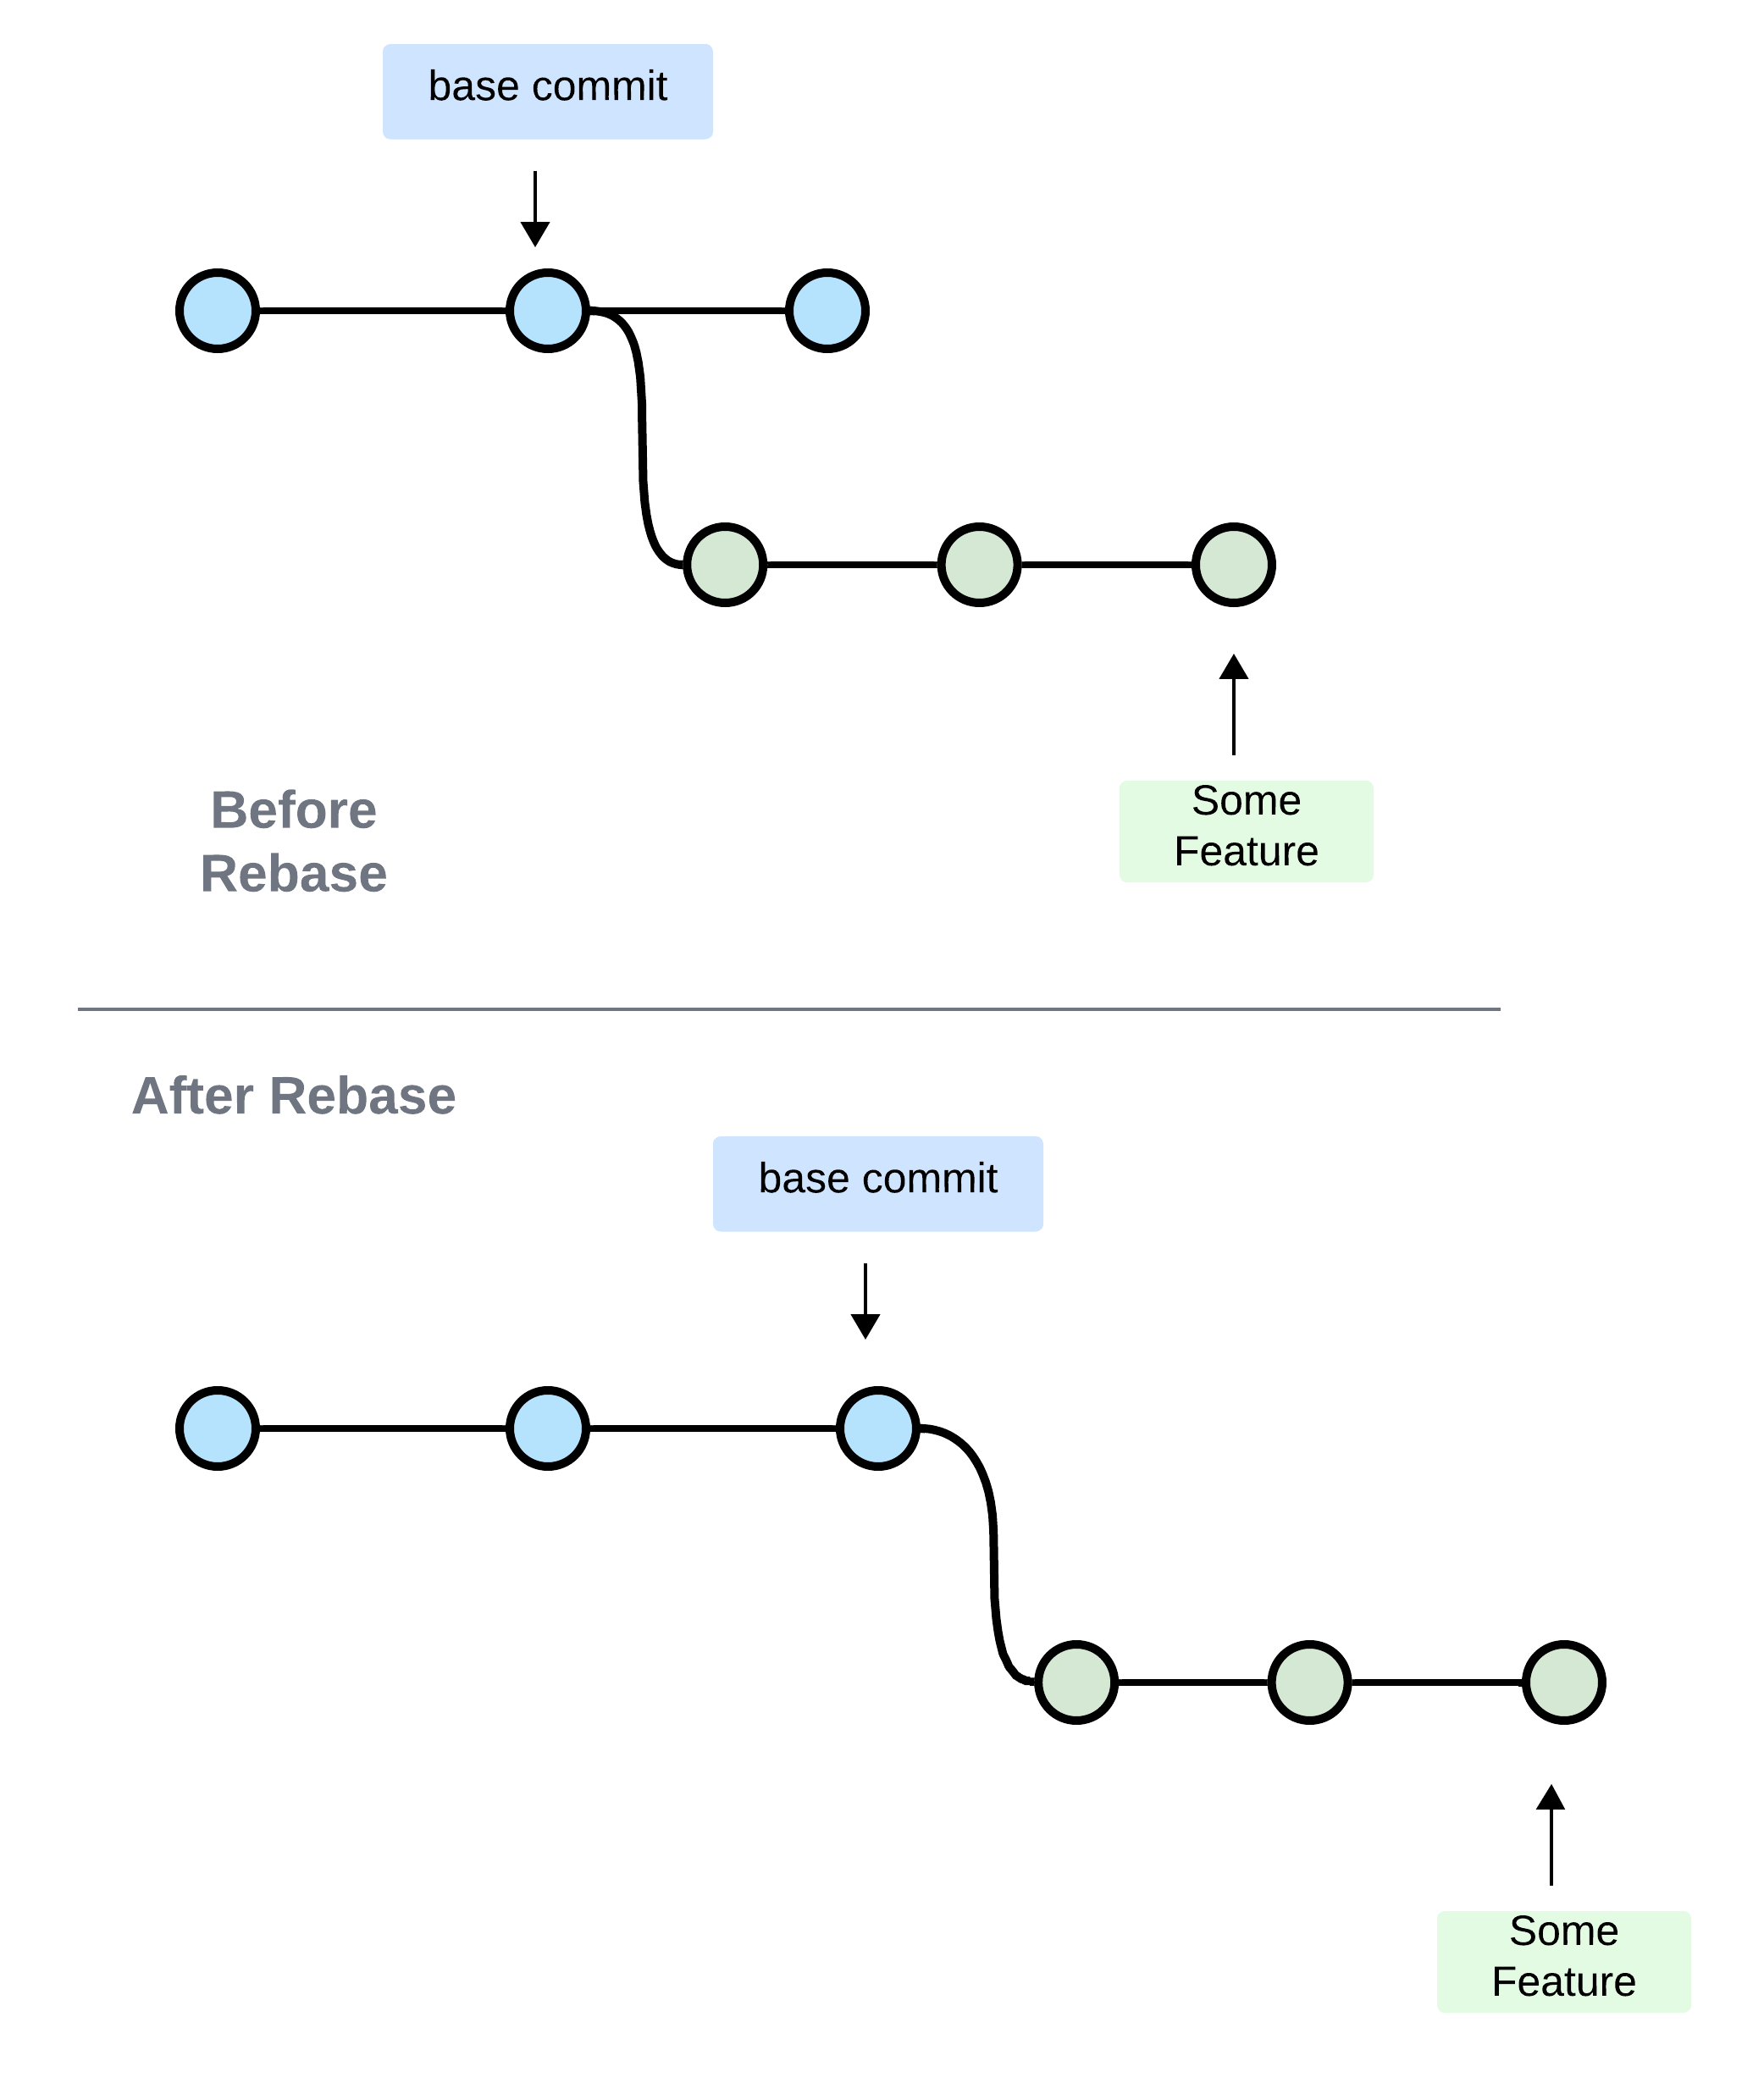 base commit
Some
Feature
Before
Rebase
After Rebase
base commit
Some
Feature